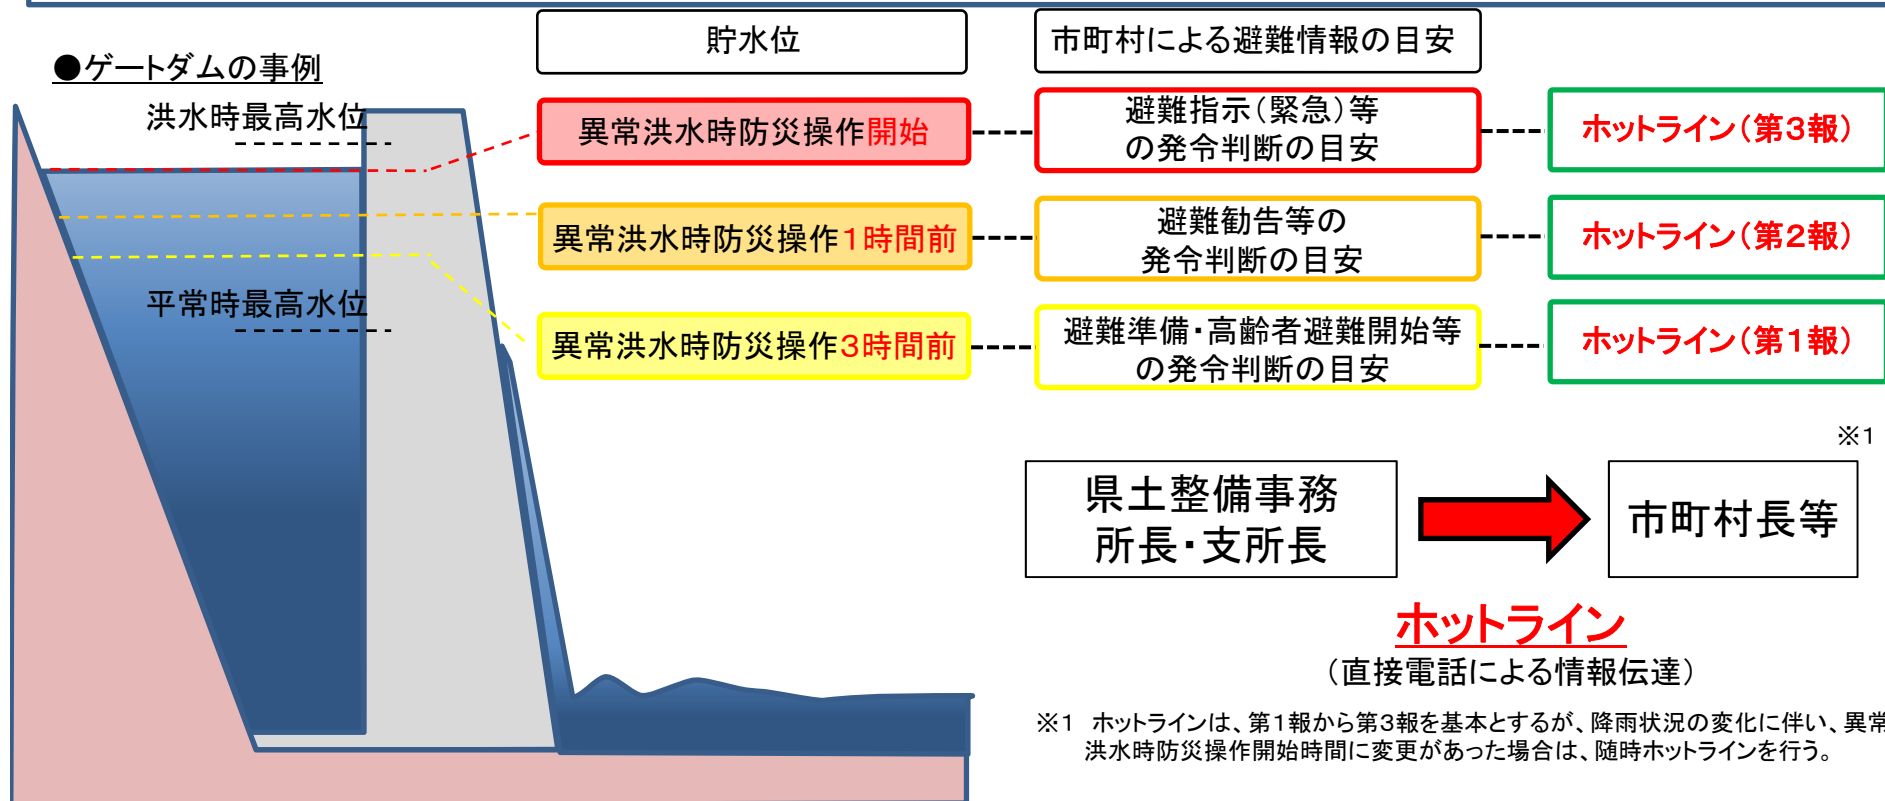 貯水位
市町村による避難情報の目安
●ゲートダムの事例
洪水時最高水位
異常洪水時防災操作開始
避難指示(緊急)等
の発令判断の目安
ホットライン(第3報)
異常洪水時防災操作1時間前
避難勧告等の
発令判断の目安
ホットライン(第2報)
平常時最高水位
異常洪水時防災操作3時間前
避難準備・高齢者避難開始等
の発令判断の目安
ホットライン(第1報)
※1
県土整備事務
所長・支所長
市町村長等
ホットライン
(直接電話による情報伝達)
※1 ホットラインは、第1報から第3報を基本とするが、降雨状況の変化に伴い、異常
洪水時防災操作開始時間に変更があった場合は、随時ホットラインを行う。